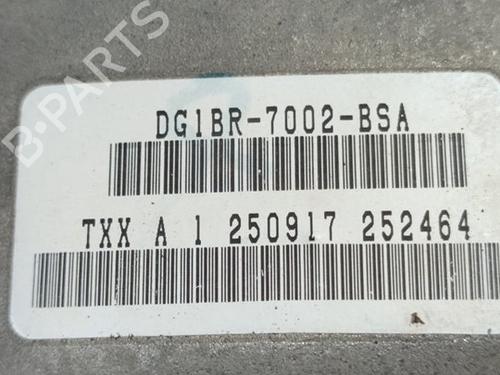 DG1BR-7002-BSA
TXX A 1 250917 252464
B-PARTS